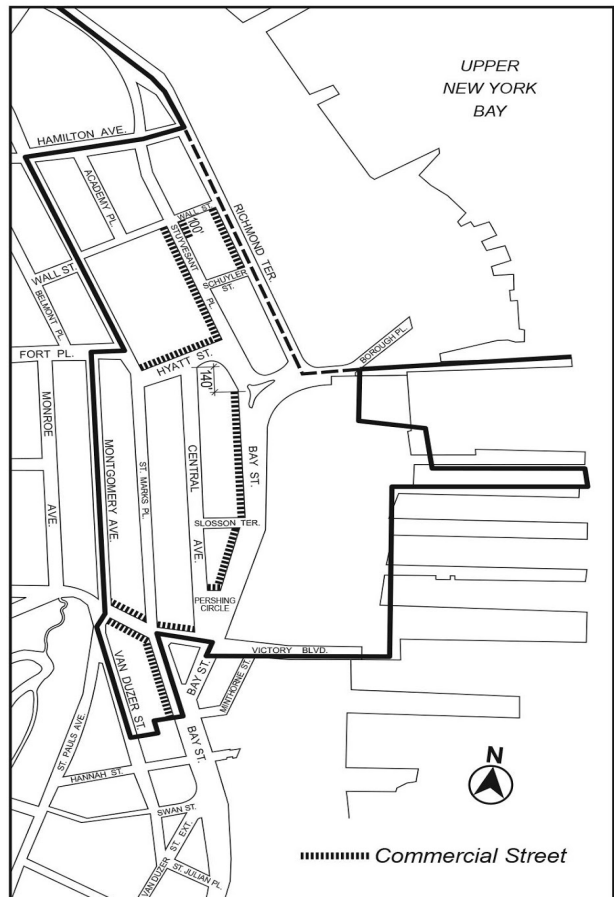 UPPER
NEW YORK
BAY
HAMILTON AVE.
ACADEMY PL.
WALL ST.
100'
STUYVESANT
PL.
RICHMOND TER.
SCHUYLER
ST.
WALL ST.
BELMONT PL.
FORT PL.
HYATT ST.
BOROUGH PL.
140'
MONROE
AVE.
MONTGOMERY AVE.
ST. MARKS PL.
CENTRAL
AVE.
BAY ST.
SLOSSON TER.
PERSHING
CIRCLE
VICTORY BLVD.
VAN DUZER ST.
BAY ST.
MINTHORNE ST.
ST. PAULS AVE.
BAY ST.
HANNAH ST.
SWAN ST.
VAN DUZER
ST. EXT.
ST. JULIAN PL.
N
Commercial Street